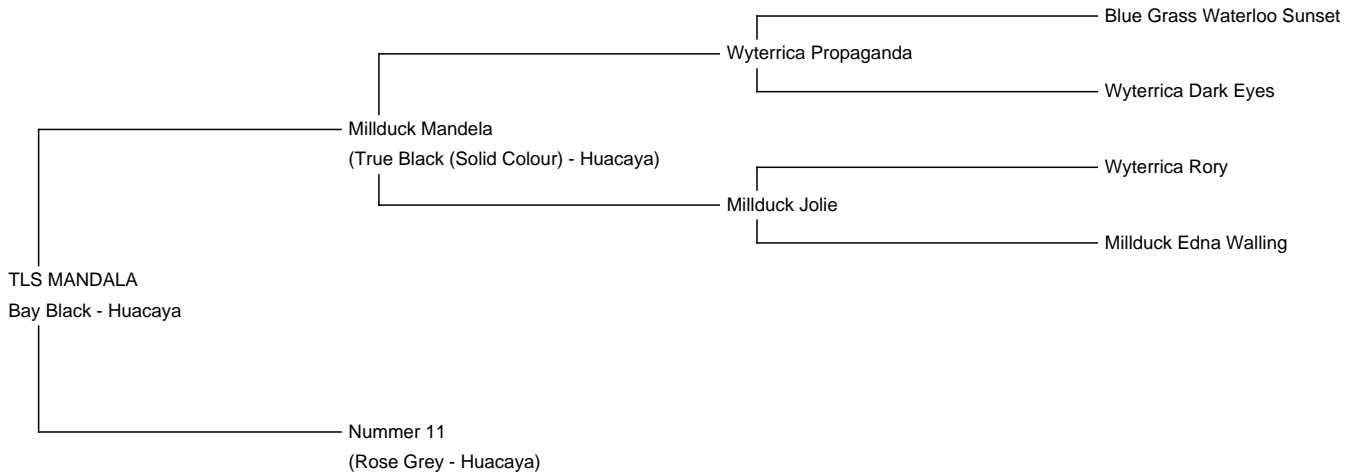 Blue Grass Waterloo Sunset
Wyterrica Propaganda
Wyterrica Dark Eyes
Millduck Mandela
(True Black (Solid Colour) - Huacaya)
Wyterrica Rory
Millduck Jolie
Millduck Edna Walling
TLS MANDALA
Bay Black - Huacaya
Nummer 11
(Rose Grey - Huacaya)